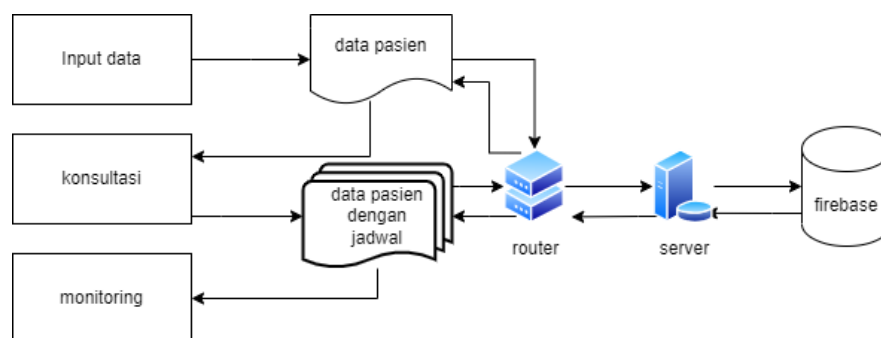 Input data
data pasien
konsultasi
data pasien
dengan
jadwal
router
server
firebase
monitoring